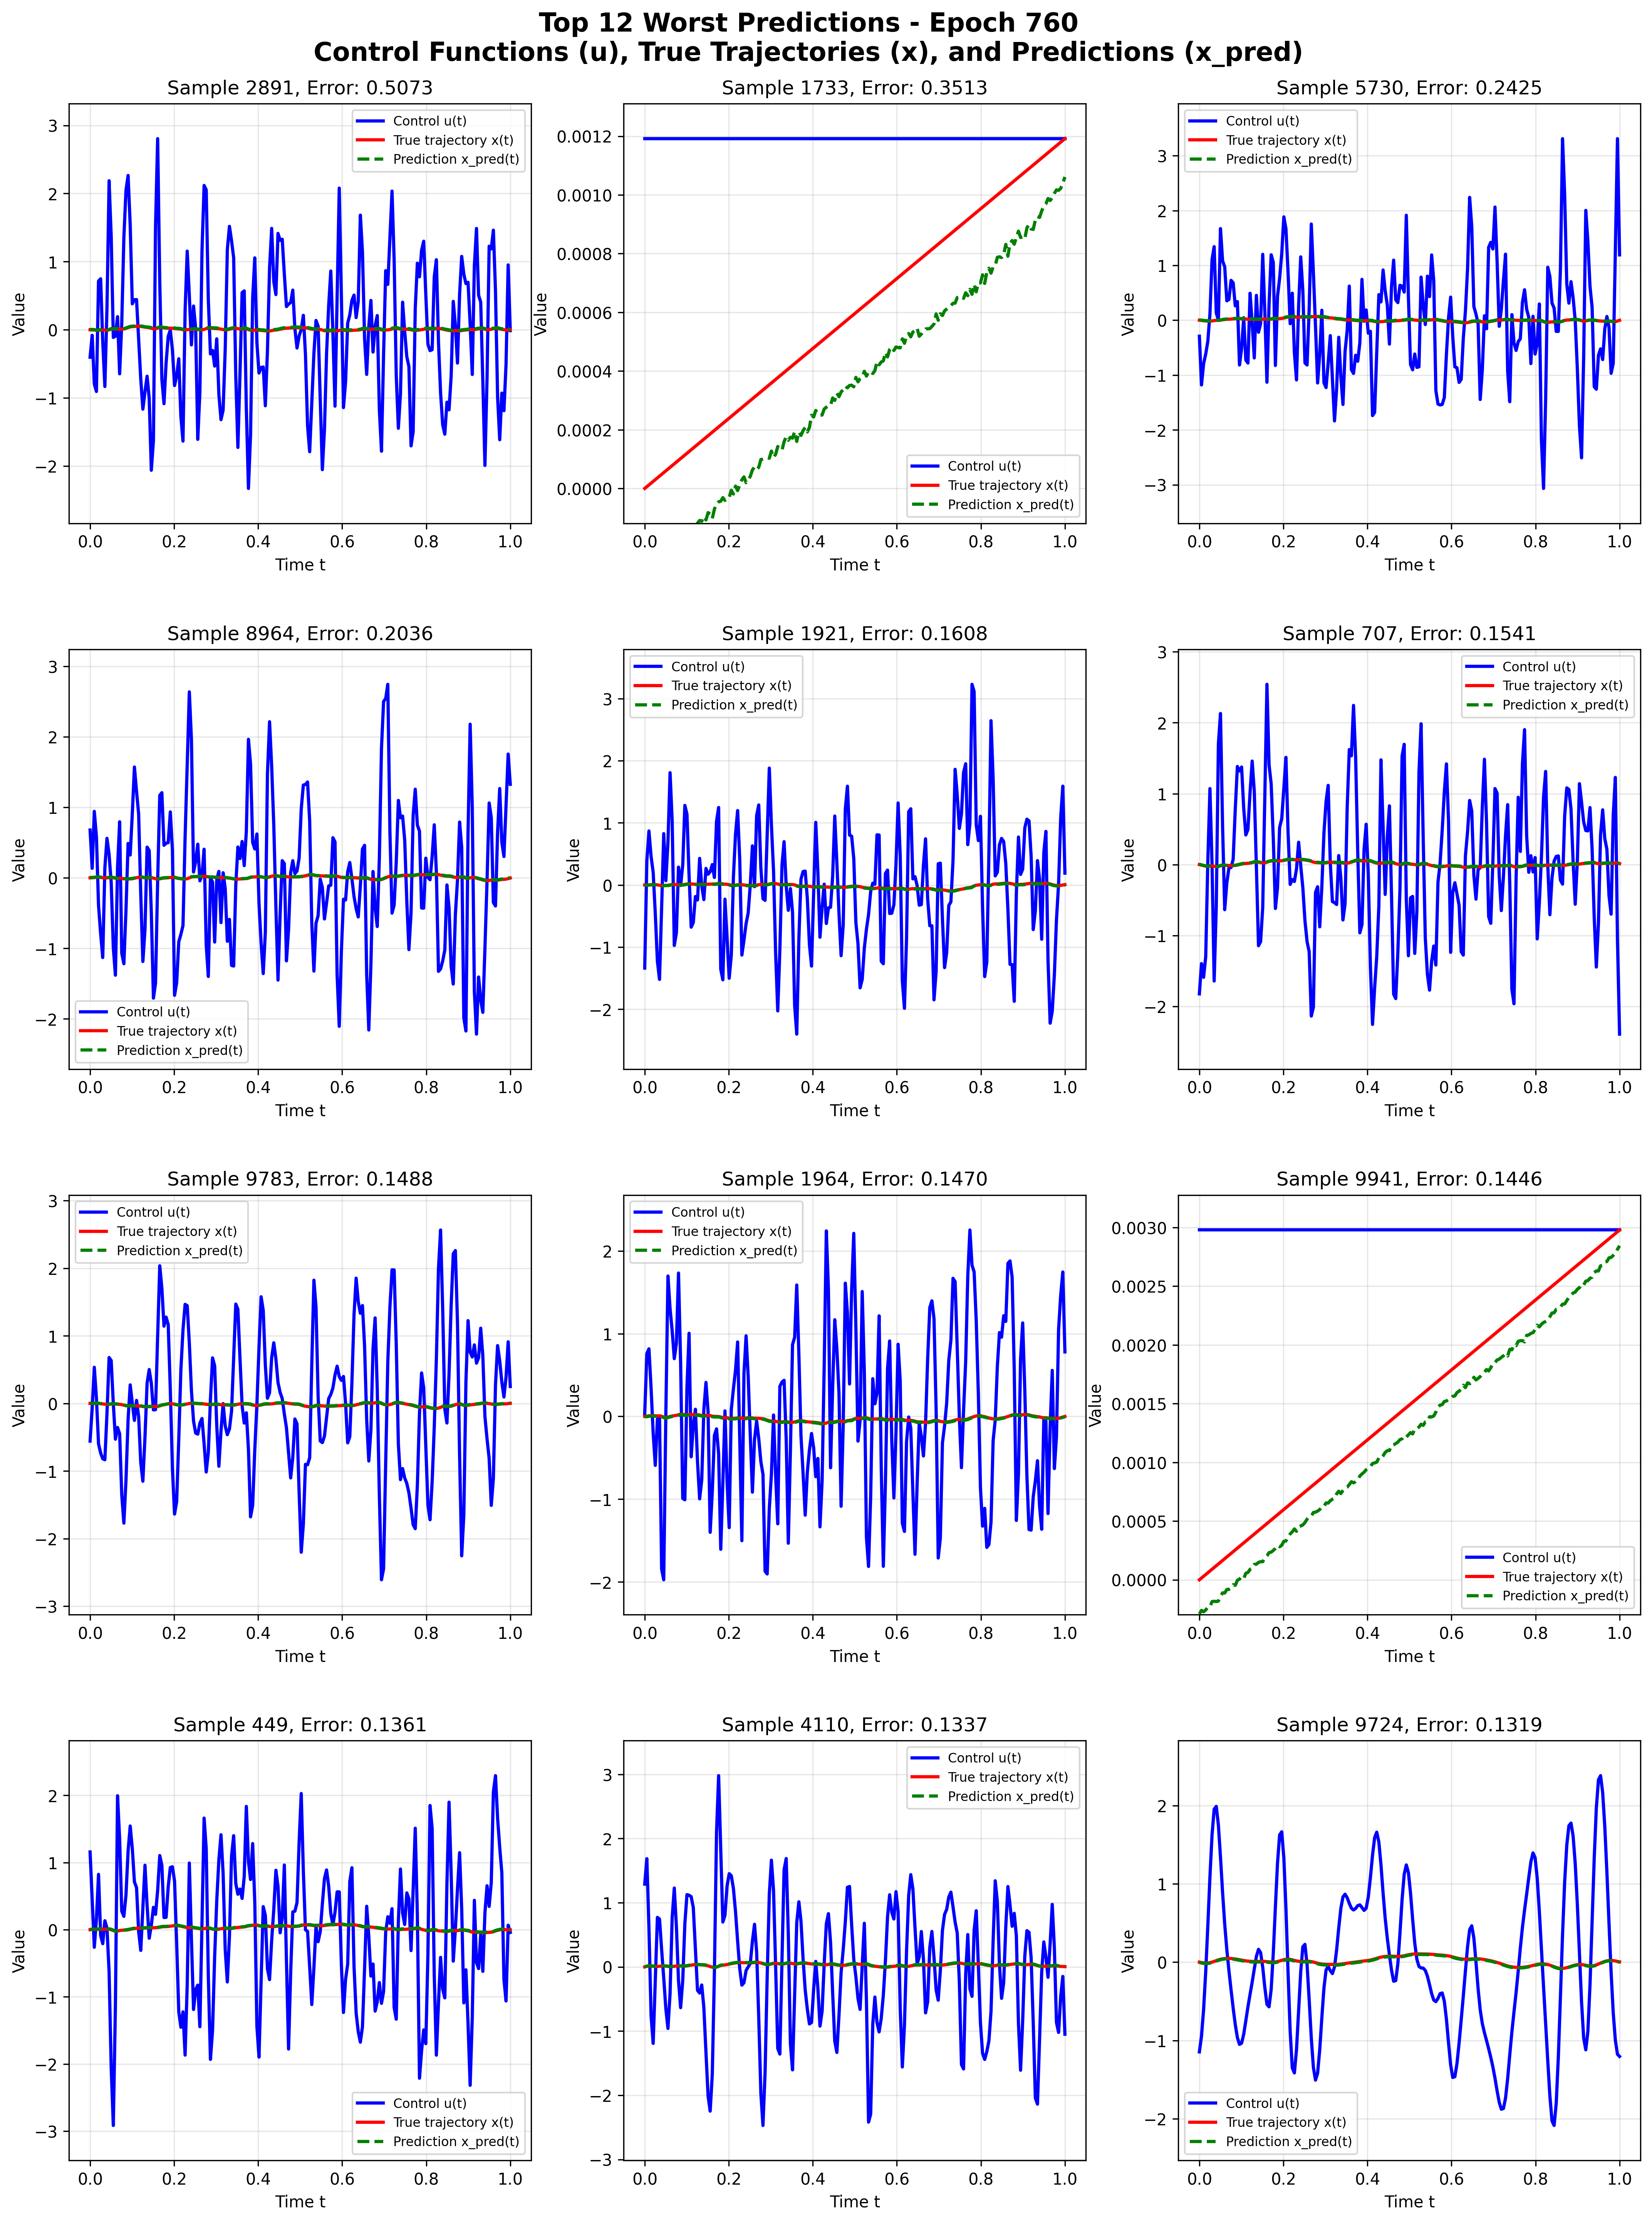 Top 12 Worst Predictions - Epoch 760
Control Functions (u), True Trajectories (x), and Predictions (x_pred)
Sample 2891, Error: 0.5073
Value
3
2
1
0
−1
−2
Control u(t)
True trajectory x(t)
Prediction x_pred(t)
0.0 0.2 0.4 0.6 0.8 1.0
Time t
Sample 1733, Error: 0.3513
Value
0.0012
0.0010
0.0008
0.0006
0.0004
0.0002
0.0000
Control u(t)
True trajectory x(t)
Prediction x_pred(t)
0.0 0.2 0.4 0.6 0.8 1.0
Time t
Sample 5730, Error: 0.2425
Value
3
2
1
0
−1
−2
−3
Control u(t)
True trajectory x(t)
Prediction x_pred(t)
0.0 0.2 0.4 0.6 0.8 1.0
Time t
Sample 8964, Error: 0.2036
Value
3
2
1
0
−1
−2
Control u(t)
True trajectory x(t)
Prediction x_pred(t)
0.0 0.2 0.4 0.6 0.8 1.0
Time t
Sample 1921, Error: 0.1608
Value
3
2
1
0
−1
−2
Control u(t)
True trajectory x(t)
Prediction x_pred(t)
0.0 0.2 0.4 0.6 0.8 1.0
Time t
Sample 707, Error: 0.1541
Value
3
2
1
0
−1
−2
Control u(t)
True trajectory x(t)
Prediction x_pred(t)
0.0 0.2 0.4 0.6 0.8 1.0
Time t
Sample 9783, Error: 0.1488
Value
3
2
1
0
−1
−2
−3
Control u(t)
True trajectory x(t)
Prediction x_pred(t)
0.0 0.2 0.4 0.6 0.8 1.0
Time t
Sample 1964, Error: 0.1470
Value
2
1
0
−1
−2
Control u(t)
True trajectory x(t)
Prediction x_pred(t)
0.0 0.2 0.4 0.6 0.8 1.0
Time t
Sample 9941, Error: 0.1446
Value
0.0030
0.0025
0.0020
0.0015
0.0010
0.0005
0.0000
Control u(t)
True trajectory x(t)
Prediction x_pred(t)
0.0 0.2 0.4 0.6 0.8 1.0
Time t
Sample 449, Error: 0.1361
Value
2
1
0
−1
−2
−3
Control u(t)
True trajectory x(t)
Prediction x_pred(t)
0.0 0.2 0.4 0.6 0.8 1.0
Time t
Sample 4110, Error: 0.1337
Value
3
2
1
0
−1
−2
−3
Control u(t)
True trajectory x(t)
Prediction x_pred(t)
0.0 0.2 0.4 0.6 0.8 1.0
Time t
Sample 9724, Error: 0.1319
Value
2
1
0
−1
−2
Control u(t)
True trajectory x(t)
Prediction x_pred(t)
0.0 0.2 0.4 0.6 0.8 1.0
Time t